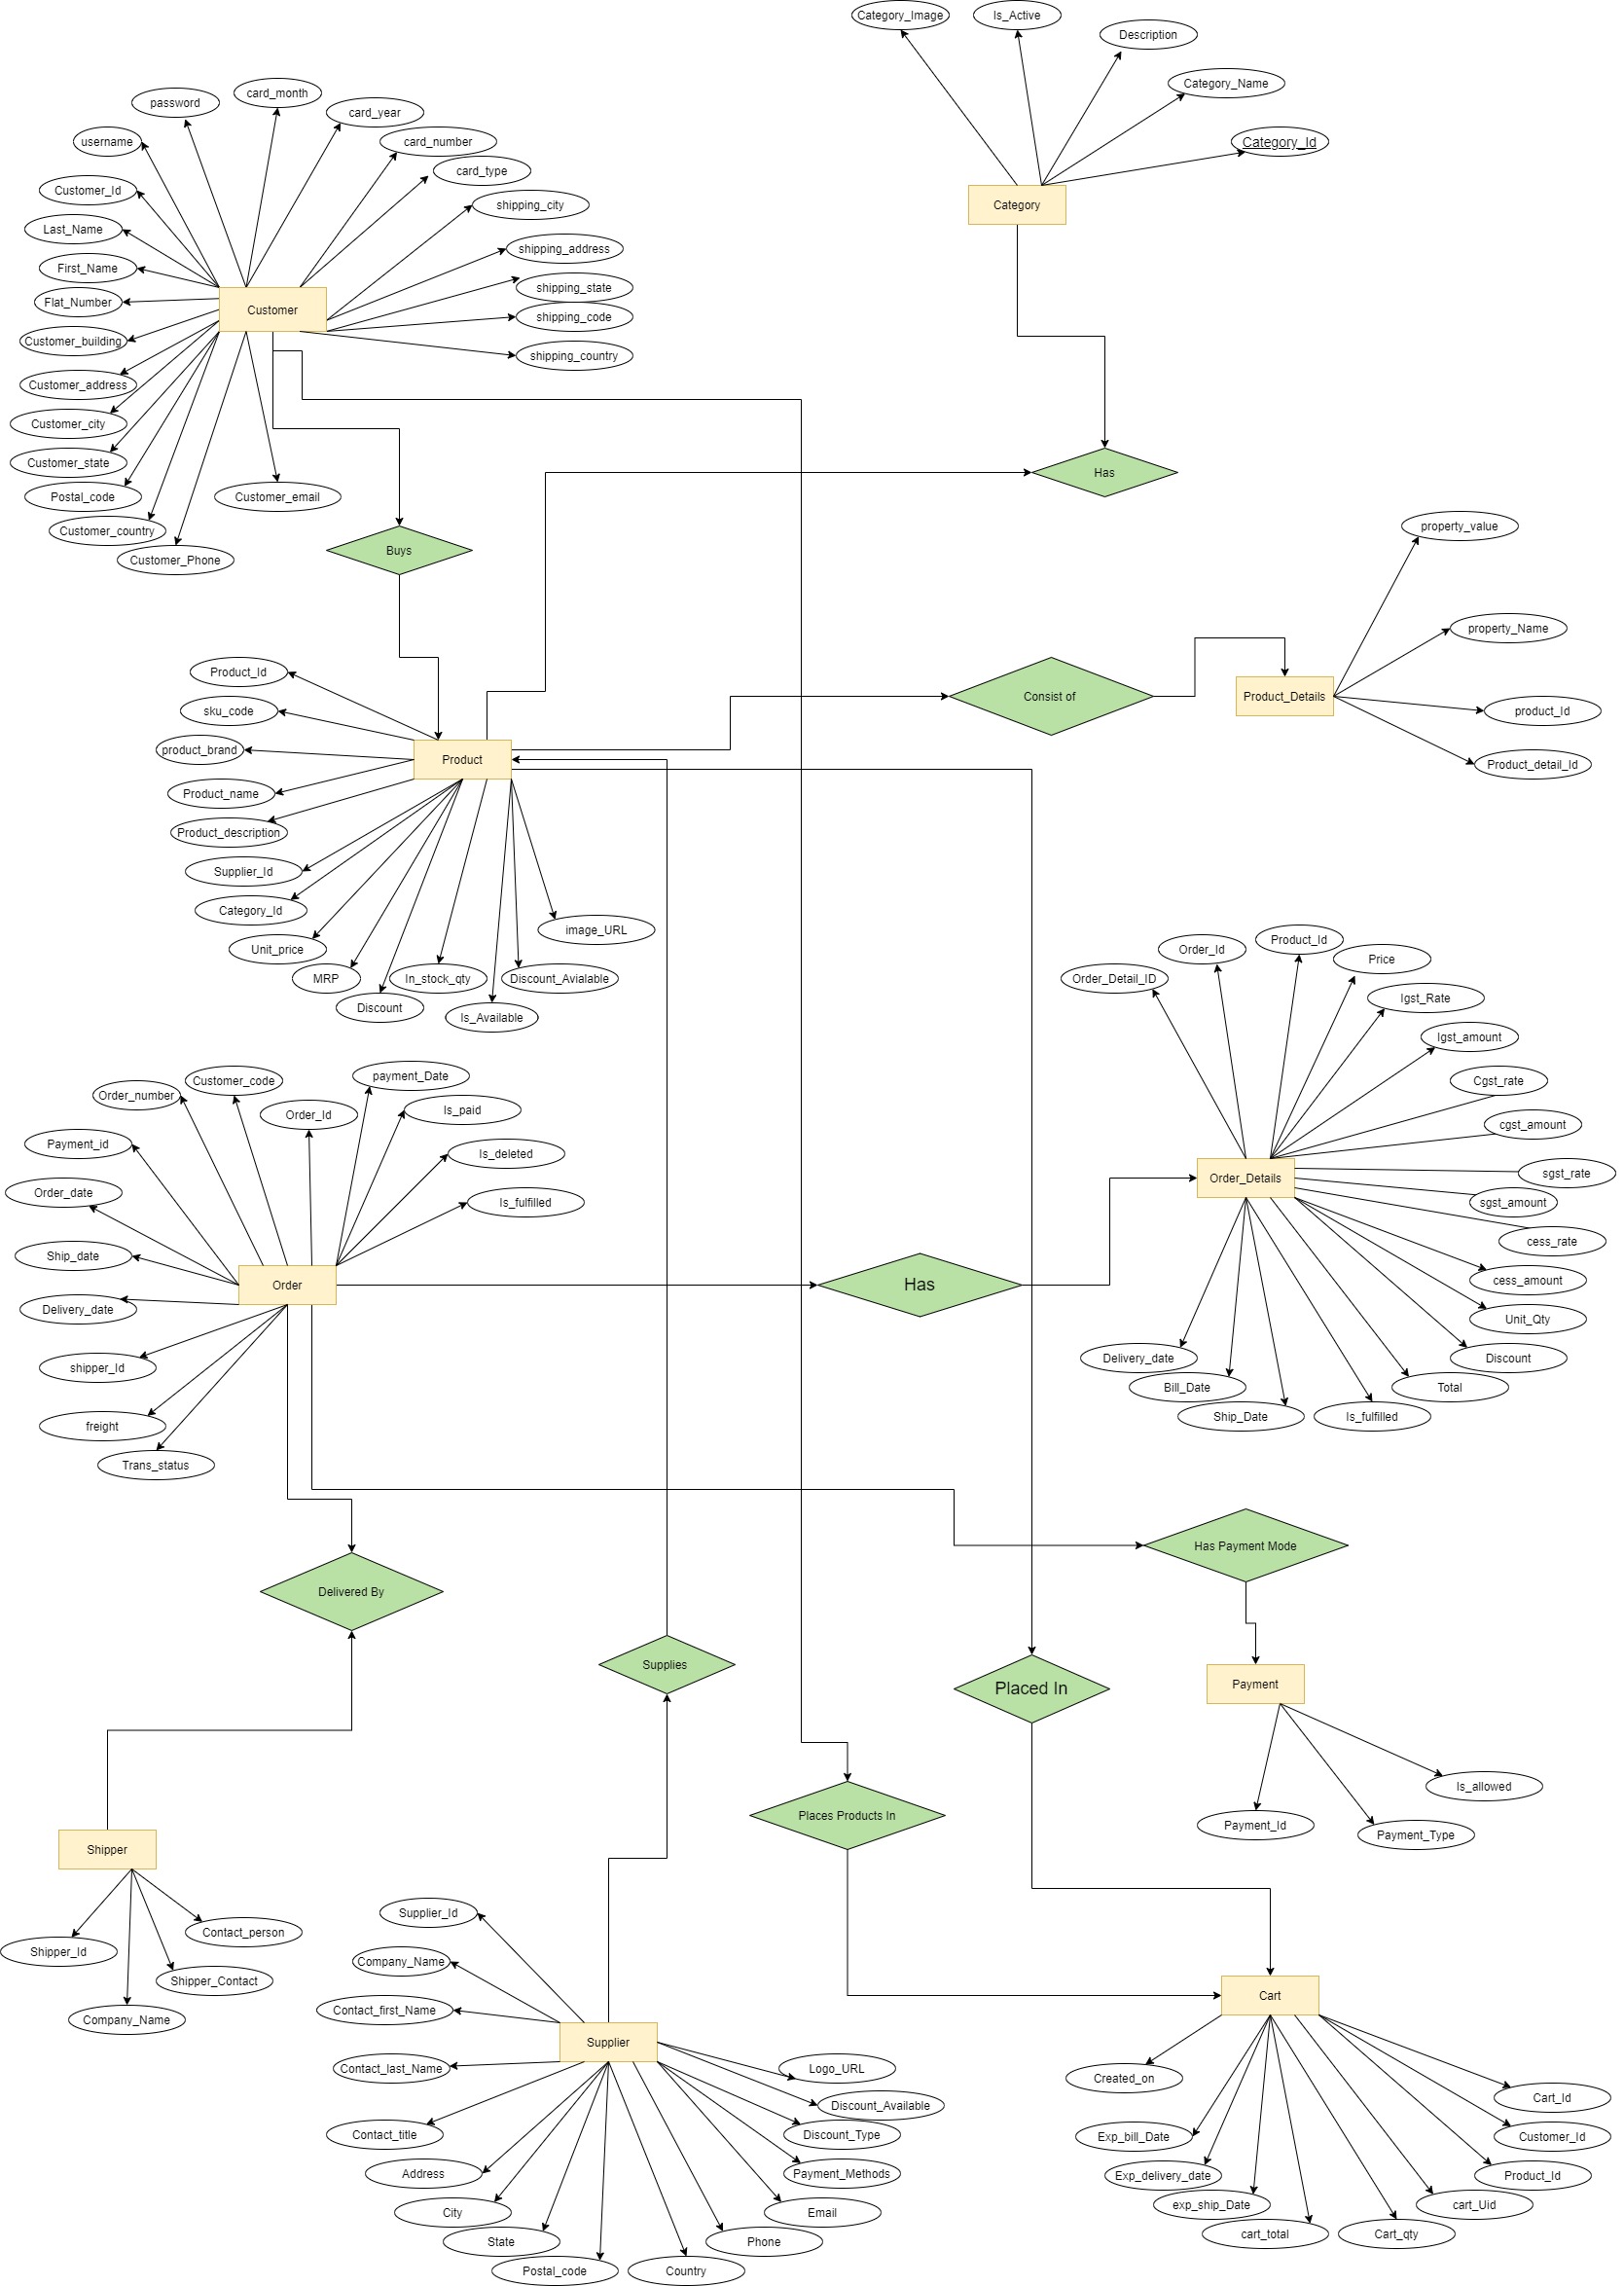 Category_Image
Is_Active
Description
Category_Name
Category_Id
Category
card_month
password
card_year
username
card_number
card_type
Customer_Id
shipping_city
Last_Name
shipping_address
First_Name
shipping_state
Flat_Number
Customer
shipping_code
Customer_building
shipping_country
Customer_address
Customer_city
Customer_state
Postal_code
Customer_email
Customer_country
Customer_Phone
Has
Buys
property_value
property_Name
Product_Id
Consist of
Product_Details
sku_code
product_Id
product_brand
Product
Product_detail_Id
Product_name
Product_description
Supplier_Id
Category_Id
image_URL
Unit_price
MRP
In_stock_qty
Discount_Avialable
Discount
Is_Available
Order_Id
Product_Id
Price
Order_Detail_ID
Igst_Rate
Igst_amount
Cgst_rate
cgst_amount
sgst_rate
Order_Details
sgst_amount
cess_rate
cess_amount
Unit_Qty
Discount
Delivery_date
Bill_Date
Total
Ship_Date
Is_fulfilled
Customer_code
payment_Date
Order_number
Order_Id
Is_paid
Payment_id
Is_deleted
Order_date
Is_fulfilled
Ship_date
Order
Has
Delivery_date
shipper_Id
freight
Trans_status
Has Payment Mode
Delivered By
Supplies
Placed In
Payment
Is_allowed
Payment_Id
Payment_Type
Places Products In
Shipper
Contact_person
Shipper_Id
Shipper_Contact
Company_Name
Supplier_Id
Company_Name
Contact_first_Name
Supplier
Contact_last_Name
Logo_URL
Discount_Available
Contact_title
Discount_Type
Address
Payment_Methods
City
Email
State
Phone
Postal_code
Country
Cart
Created_on
Cart_Id
Exp_bill_Date
Customer_Id
Exp_delivery_date
Product_Id
exp_ship_Date
cart_Uid
cart_total
Cart_qty